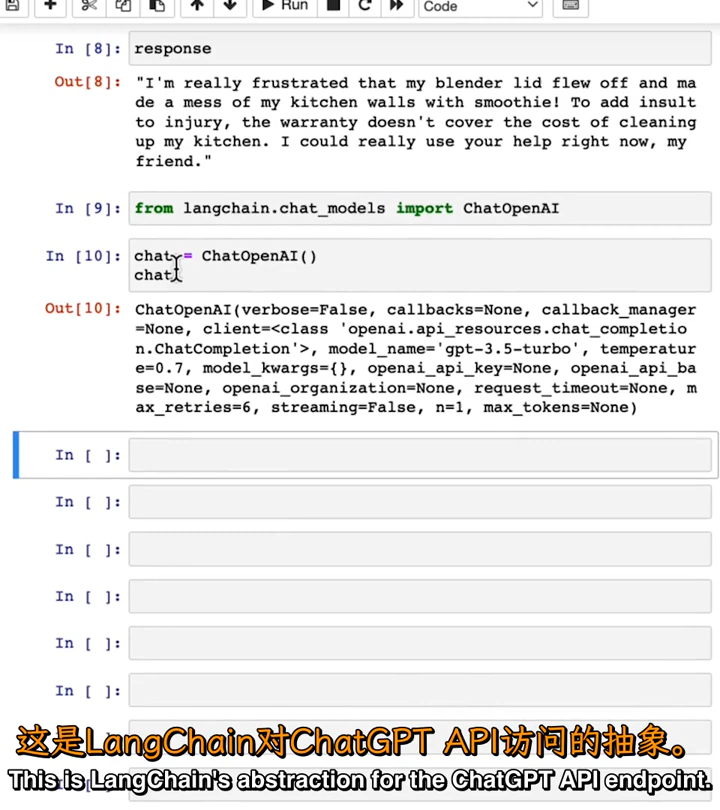 Run
Code
In [8]:
response
Out[8]:
"I'm really frustrated that my blender lid flew off and ma
de a mess of my kitchen walls with smoothie! To add insult
to injury, the warranty doesn't cover the cost of cleaning
up my kitchen. I could really use your help right now, my
friend."
In [9]:
from langchain.chat_models import ChatOpenAI
In [10]:
chat = ChatOpenAI()
chat
Out[10]:
ChatOpenAI(verbose=False, callbacks=None, callback_manager
=None, client=<class 'openai.api_resources.chat_completio
n.ChatCompletion'>, model_name='gpt-3.5-turbo', temperatur
e=0.7, model_kwargs={}, openai_api_key=None, openai_api_ba
se=None, openai_organization=None, request_timeout=None, m
ax_retries=6, streaming=False, n=1, max_tokens=None)
In [ ]:
In [ ]:
In [ ]:
In [ ]:
In [ ]:
In [ ]:
这是LangChain对ChatGPT API访问的抽象。
This is LangChain's abstraction for the ChatGPT API endpoint.